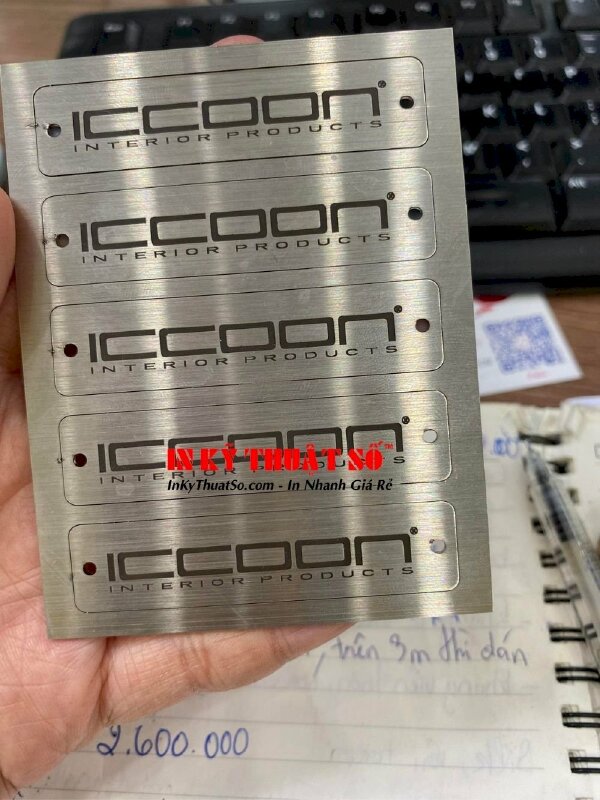 ICCOON®
INTERIOR PRODUCTS
ICCOON®
INTERIOR PRODUCTS
ICCOON®
INTERIOR PRODUCTS
ICCOON
INTERIOR PRODUCTS
IN KỸ THUẬT SỐ™
InKyThuatSo.com - In Nhanh Giá Rẻ
ICCOON®
INTERIOR PRODUCTS
, trên 3m thì dán
2.600.000